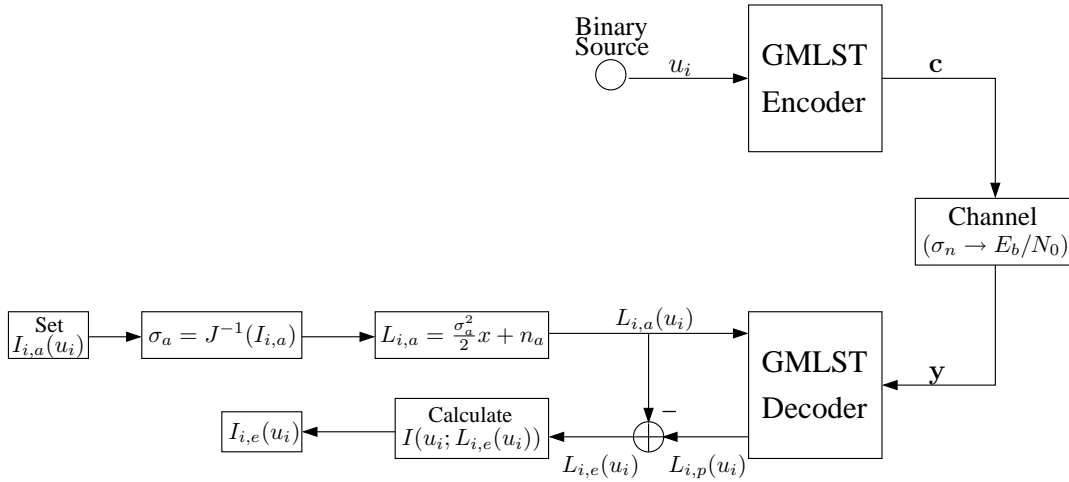 Binary
Source
u_i
GMLST
Encoder
c
Channel
(σ_n → E_b/N_0)
Set
I_{i,a}(u_i)
σ_a = J^{-1}(I_{i,a})
L_{i,a} = \frac{σ_a^2}{2}x + n_a
L_{i,a}(u_i)
GMLST
Decoder
y
−
I_{i,e}(u_i)
Calculate
I(u_i; L_{i,e}(u_i))
L_{i,e}(u_i)
L_{i,p}(u_i)